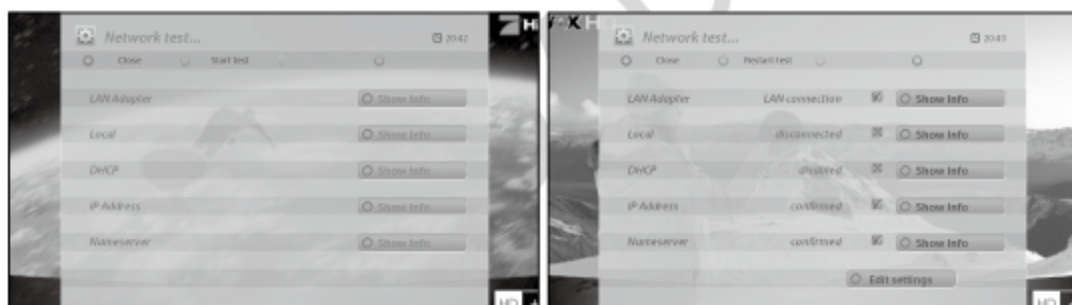 Network test...
20:42
Hi
Close
Start test
LAN Adapter
Show Info
Local
Show Info
DHCP
Show Info
IP Address
Show Info
Nameserver
Show Info
HD +
X HD
Network test...
20:43
Close
Restart test
LAN Adapter
LAN connection
Show Info
Local
disconnected
Show Info
DHCP
disabled
Show Info
IP Address
confirmed
Show Info
Nameserver
confirmed
Show Info
Edit settings
HD